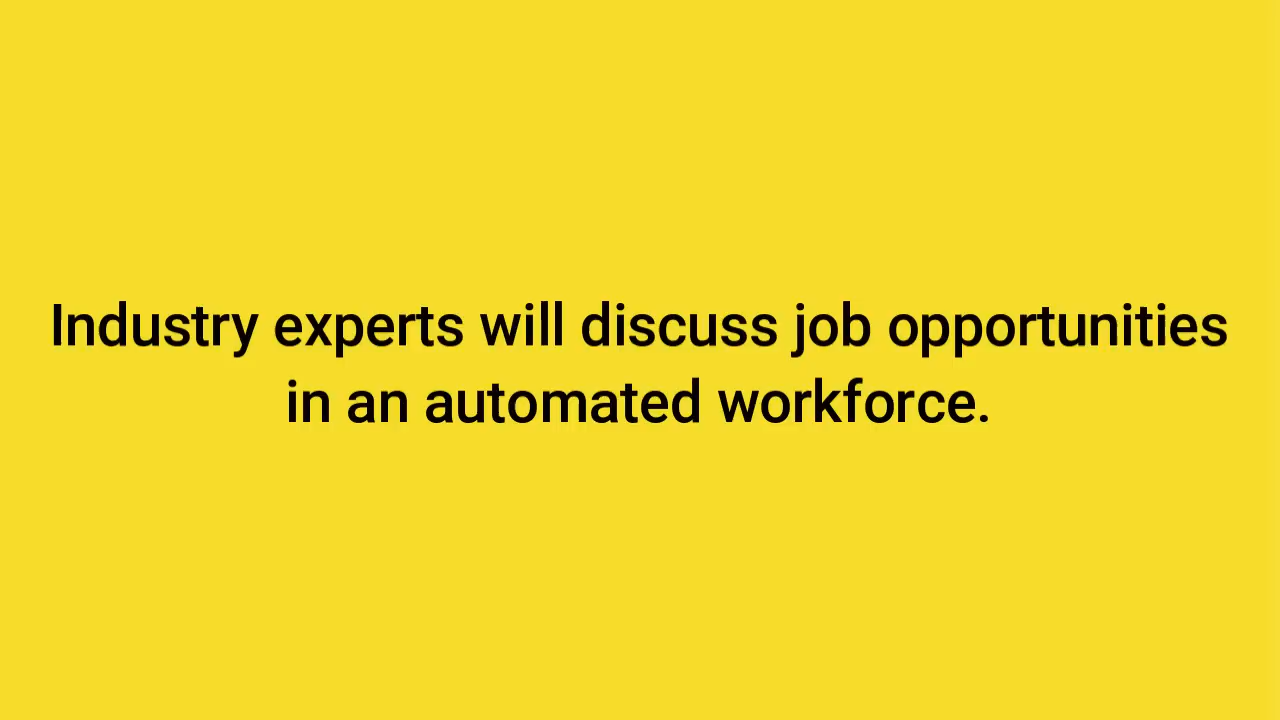 Industry experts will discuss job opportunities
in an automated workforce.